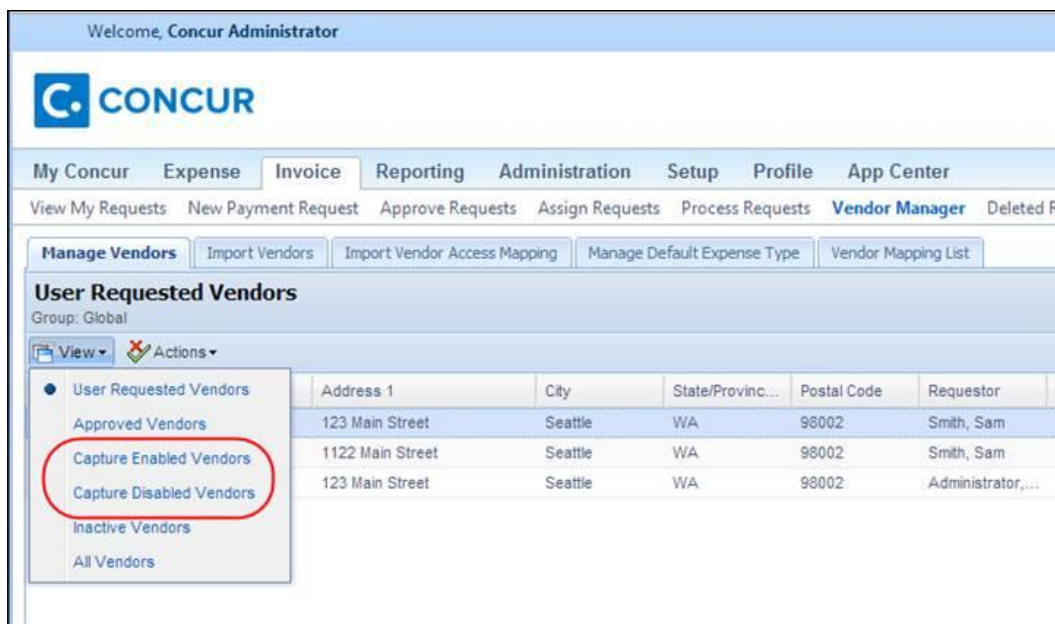 Welcome, Concur Administrator
C. CONCUR
My Concur Expense Invoice Reporting Administration Setup Profile App Center
View My Requests New Payment Request Approve Requests Assign Requests Process Requests Vendor Manager Deleted R
Manage Vendors Import Vendors Import Vendor Access Mapping Manage Default Expense Type Vendor Mapping List
User Requested Vendors
Group: Global
View Actions
User Requested Vendors Address 1 City State/Provinc... Postal Code Requestor
Approved Vendors 123 Main Street Seattle WA 98002 Smith, Sam
Capture Enabled Vendors 1122 Main Street Seattle WA 98002 Smith, Sam
Capture Disabled Vendors 123 Main Street Seattle WA 98002 Administrator,...
Inactive Vendors
All Vendors